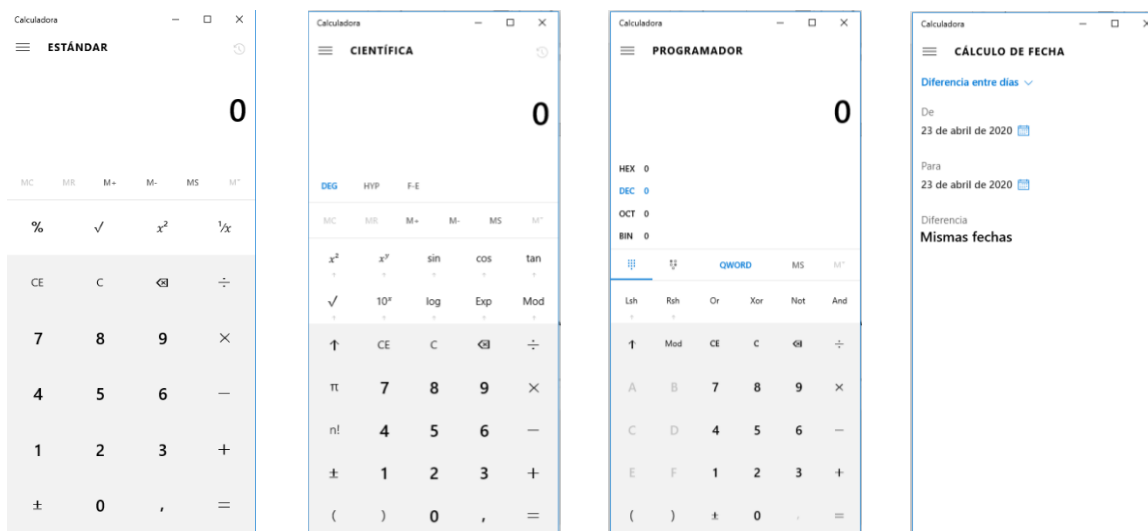 Calculadora
ESTÁNDAR
0
MC MR M+ M- MS M˅
% √ x² ¹/x
CE C ⌫ ÷
7 8 9 ×
4 5 6 −
1 2 3 +
± 0 , =
Calculadora
CIENTÍFICA
0
DEG HYP F-E
MC MR M+ M- MS M˅
x² xʸ sin cos tan
√ 10ˣ log Exp Mod
↑ CE C ⌫ ÷
π 7 8 9 ×
n! 4 5 6 −
± 1 2 3 +
( ) 0 , =
Calculadora
PROGRAMADOR
0
HEX 0
DEC 0
OCT 0
BIN 0
QWORD MS M˅
Lsh Rsh Or Xor Not And
↑ Mod CE C ⌫ ÷
A B 7 8 9 ×
C D 4 5 6 −
E F 1 2 3 +
( ) ± 0 , =
Calculadora
CÁLCULO DE FECHA
Diferencia entre días
De
23 de abril de 2020
Para
23 de abril de 2020
Diferencia
Mismas fechas